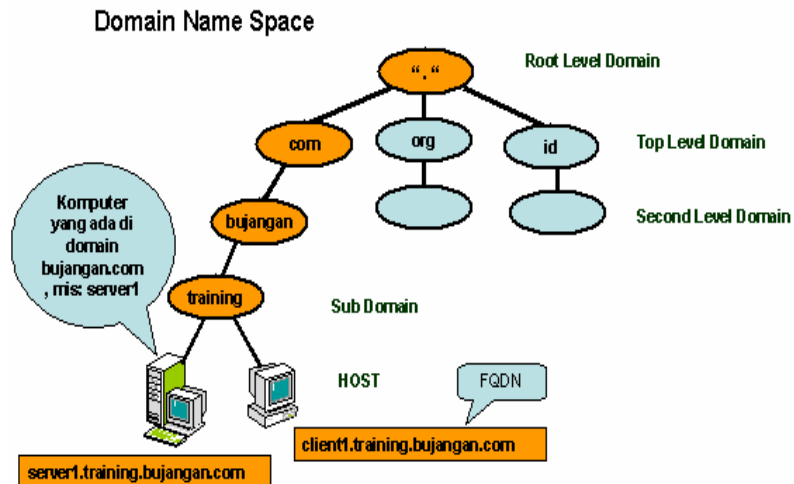 Domain Name Space
“.“
Root Level Domain
com
org
id
Top Level Domain
Komputer
yang ada di
domain
bujangan.com
, mis: server1
bujangan
Second Level Domain
training
Sub Domain
HOST
FQDN
client1.training.bujangan.com
server1.training.bujangan.com